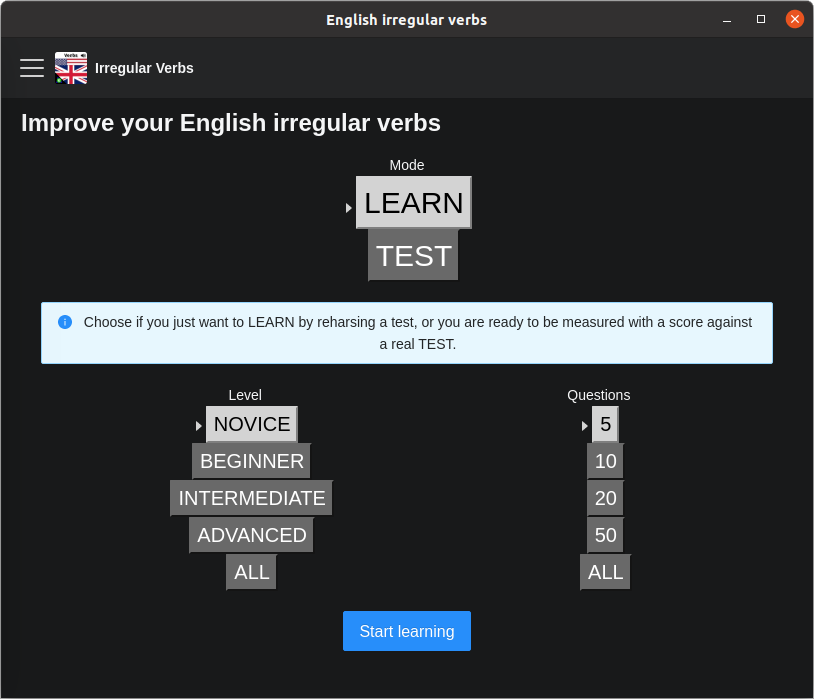 English irregular verbs
Verbs
Irregular Verbs
Improve your English irregular verbs
Mode
LEARN
TEST
Choose if you just want to LEARN by reharsing a test, or you are ready to be measured with a score against
a real TEST.
Level
NOVICE
BEGINNER
INTERMEDIATE
ADVANCED
ALL
Questions
5
10
20
50
ALL
Start learning